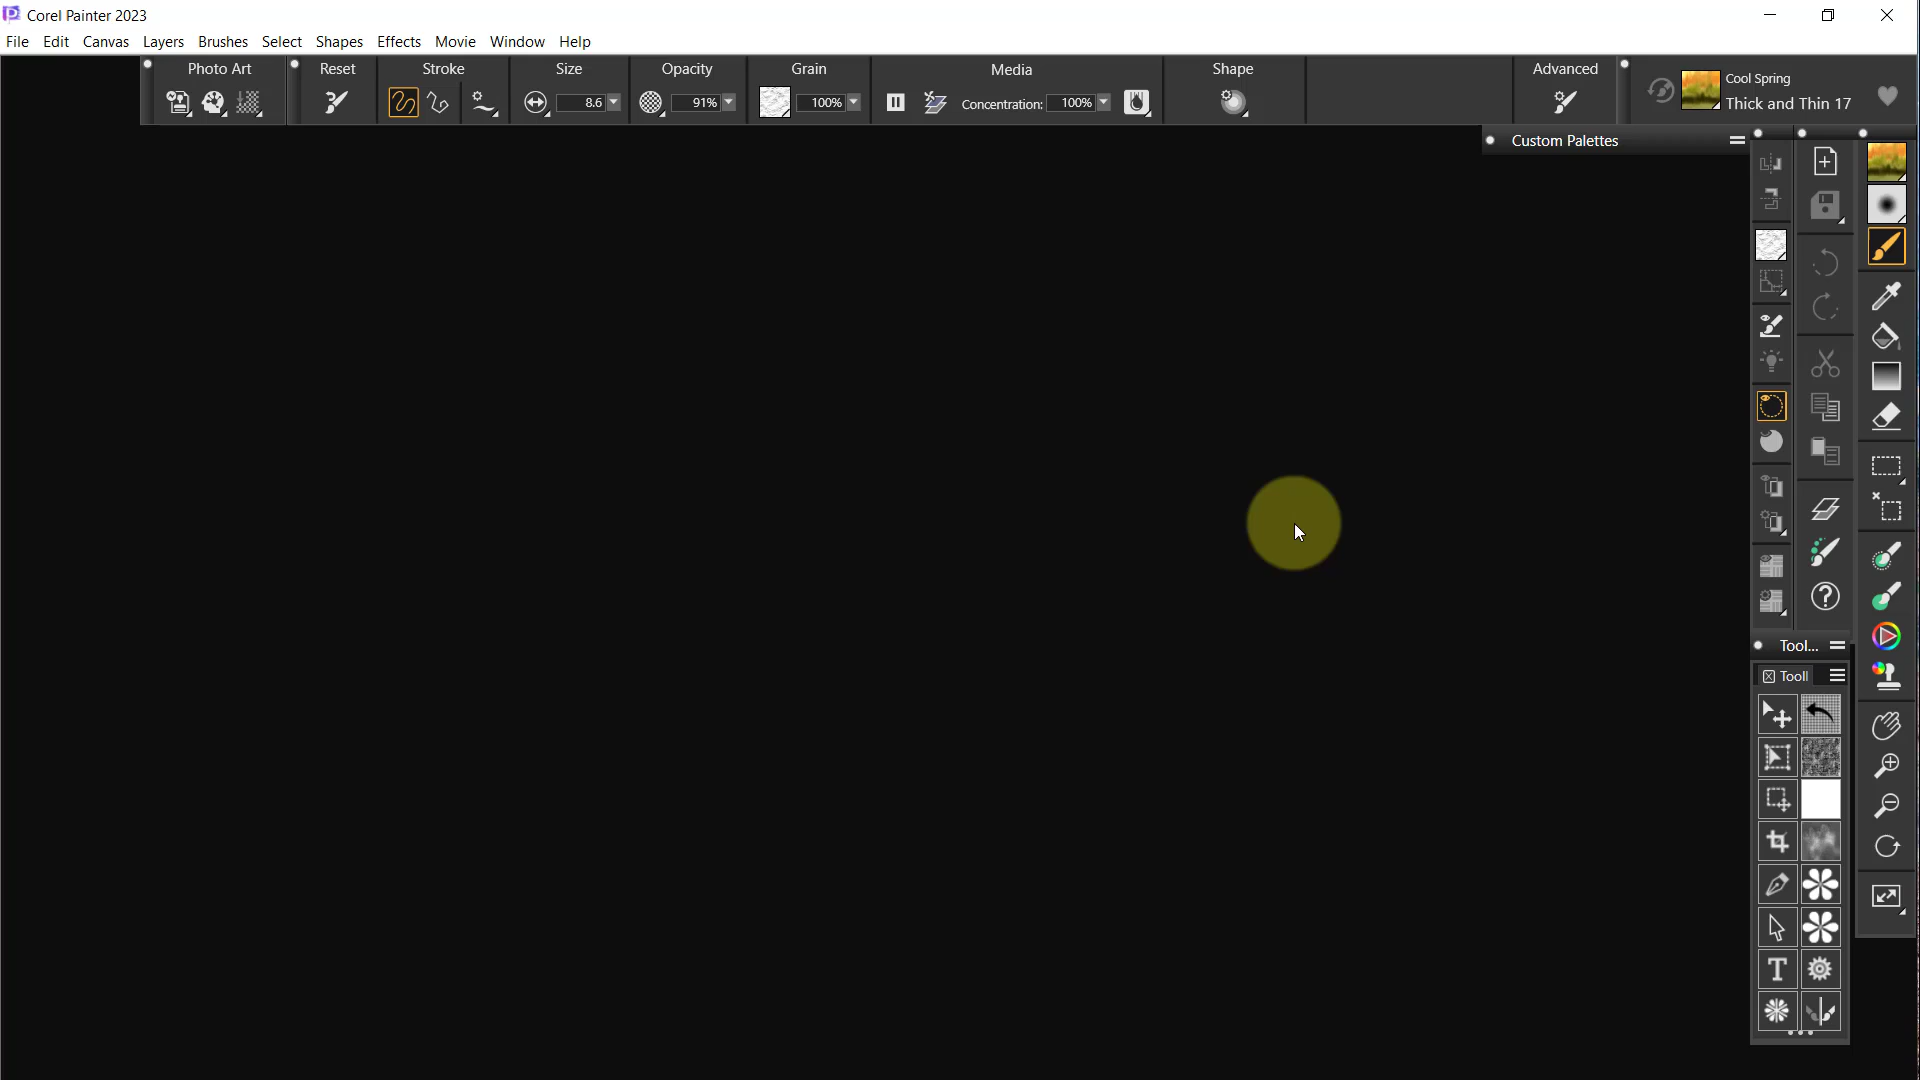 Corel Painter 2023
File Edit Canvas Layers Brushes Select Shapes Effects Movie Window Help
Photo Art Reset Stroke Size Opacity Grain Media Shape Advanced
8.6 91% 100% Concentration: 100%
Cool Spring
Thick and Thin 17
Custom Palettes
Tool...
Tooll
T